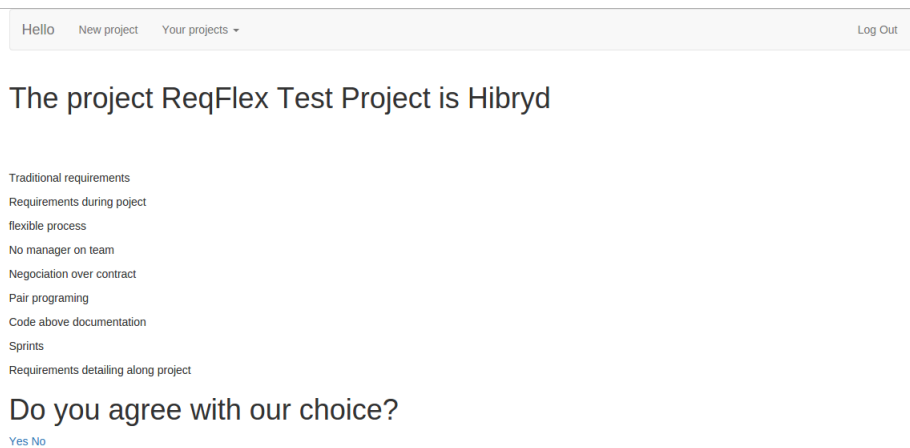 Hello New project Your projects Log Out
The project ReqFlex Test Project is Hibryd
Traditional requirements
Requirements during poject
flexible process
No manager on team
Negociation over contract
Pair programing
Code above documentation
Sprints
Requirements detailing along project
Do you agree with our choice?
Yes No